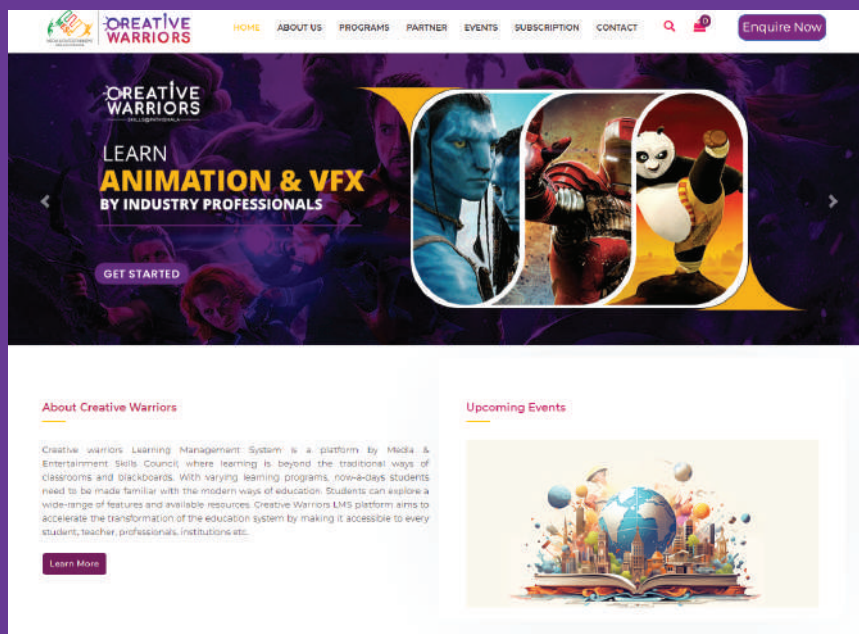 CREATIVE
WARRIORS
HOME ABOUT US PROGRAMS PARTNER EVENTS SUBSCRIPTION CONTACT 0 Enquire Now
CREATIVE
WARRIORS
LEARN
ANIMATION & VFX
BY INDUSTRY PROFESSIONALS
GET STARTED
About Creative Warriors
Creative warriors Learning Management System is a platform by Media &
Entertainment Skills Council, where learning is beyond the traditional ways of
classrooms and blackboards. With varying learning programs, now-a-days students
need to be made familiar with the modern ways of education. Students can explore a
wide-range of features and available resources. Creative Warriors LMS platform aims to
accelerate the transformation of the education system by making it accessible to every
student, teacher, professionals, institutions etc.
Learn More
Upcoming Events